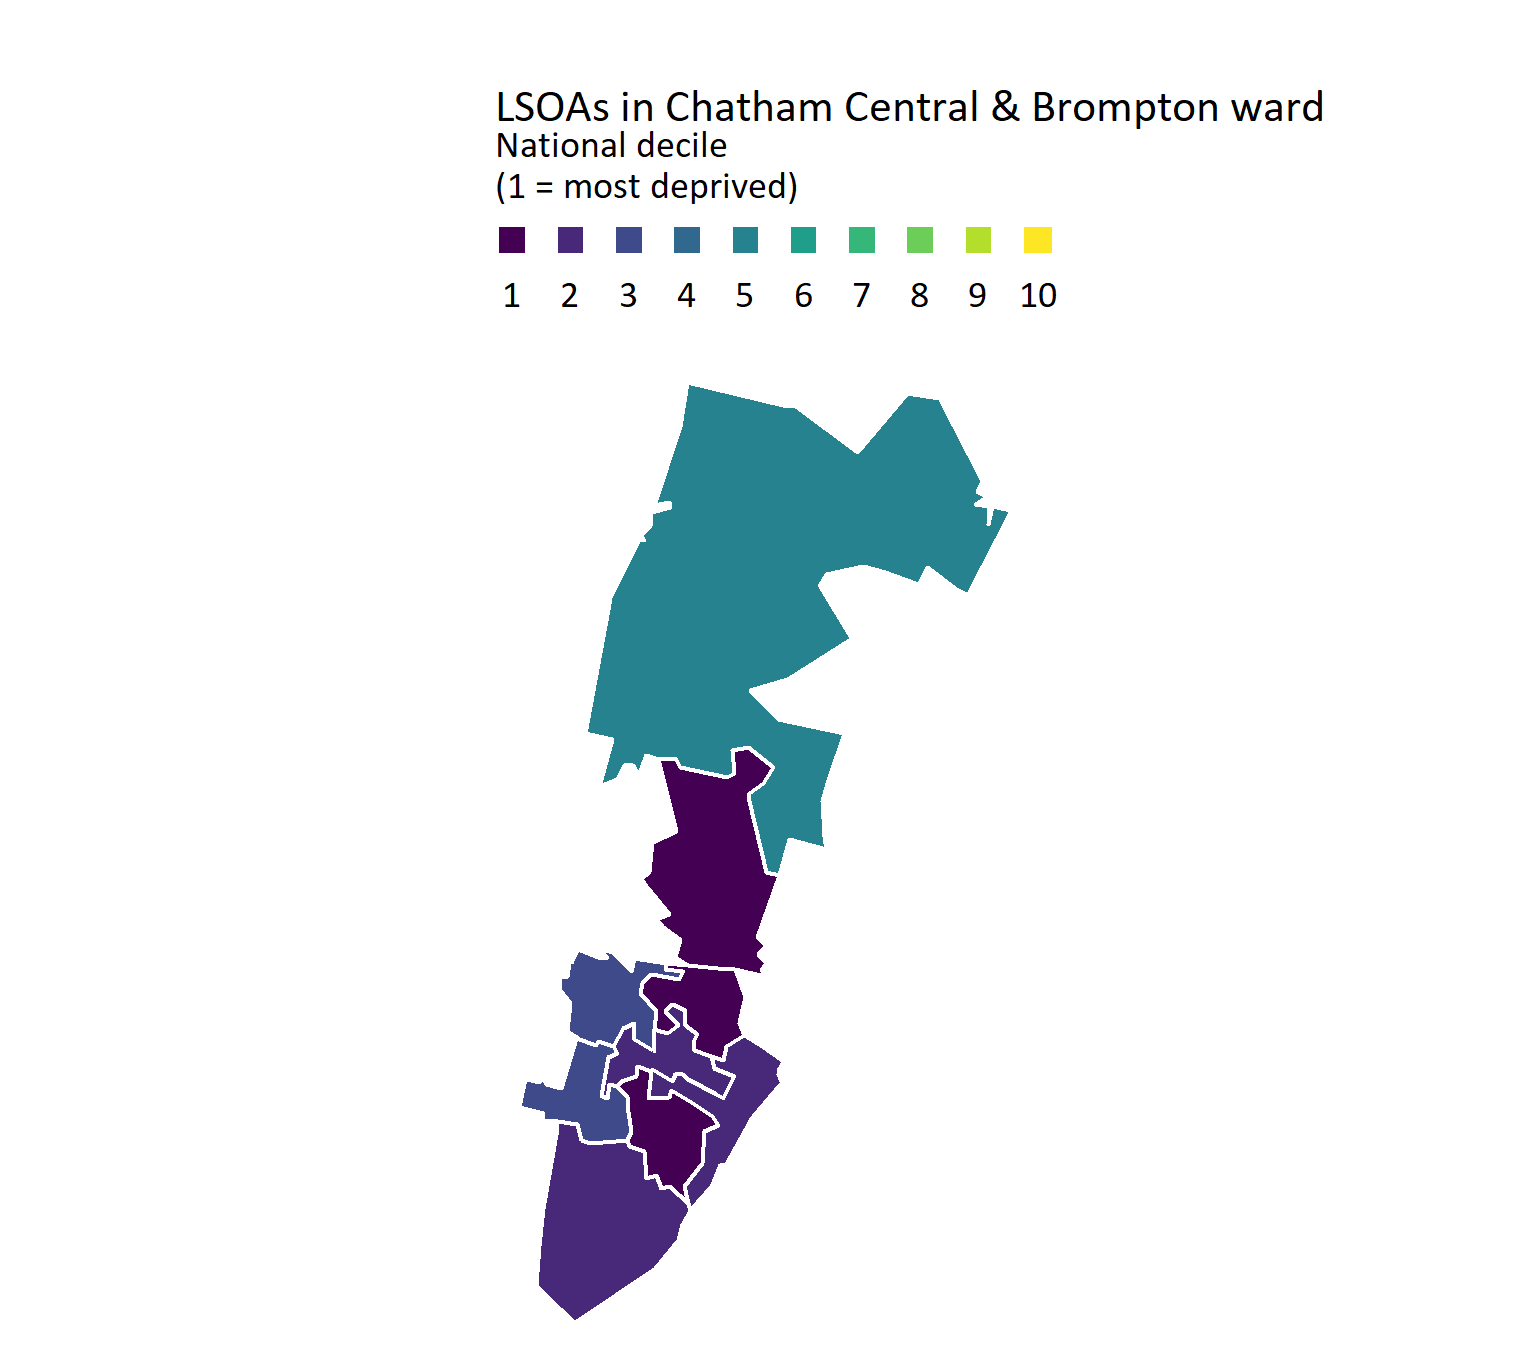 LSOAs in Chatham Central & Brompton ward
National decile
(1 = most deprived)
1 2 3 4 5 6 7 8 9 10